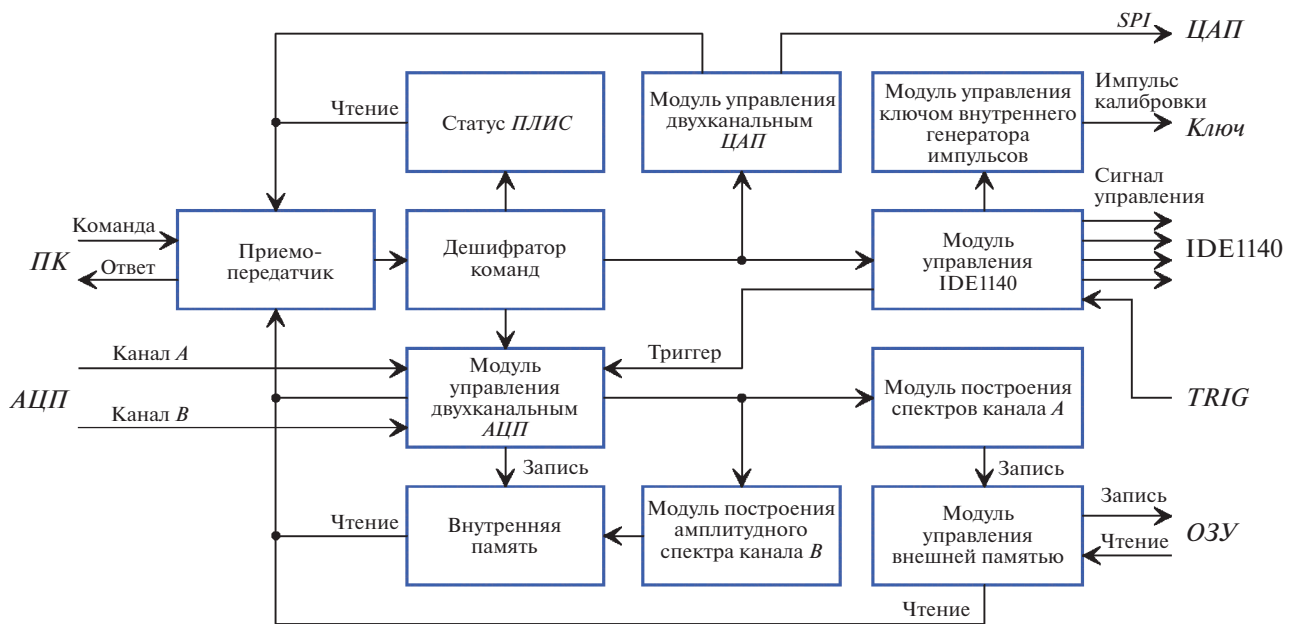 SPI
ЦАП
Чтение
Статус ПЛИС
Модуль управления
двухканальным
ЦАП
Модуль управления
ключом внутреннего
генератора
импульсов
Импульс
калибровки
Ключ
Сигнал
управления
ПК
Команда
Ответ
Приемо-
передатчик
Дешифратор
команд
Модуль
управления
IDE1140
IDE1140
АЦП
Канал A
Канал B
Модуль
управления
двухканальным
АЦП
Триггер
Модуль построения
спектров канала A
TRIG
Запись
Запись
Чтение
Внутренняя
память
Модуль построения
амплитудного
спектра канала B
Модуль
управления
внешней памятью
Запись
Чтение
ОЗУ
Чтение